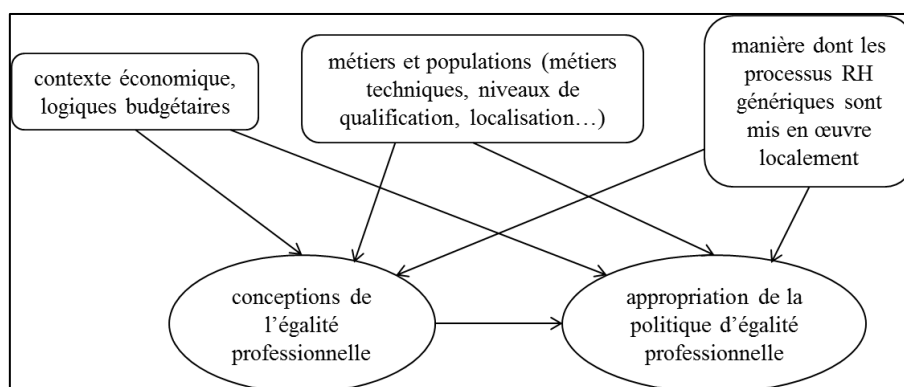 contexte économique,
logiques budgétaires
métiers et populations (métiers
techniques, niveaux de
qualification, localisation…)
manière dont les
processus RH
génériques sont
mis en œuvre
localement
conceptions de
l’égalité
professionnelle
appropriation de la
politique d’égalité
professionnelle